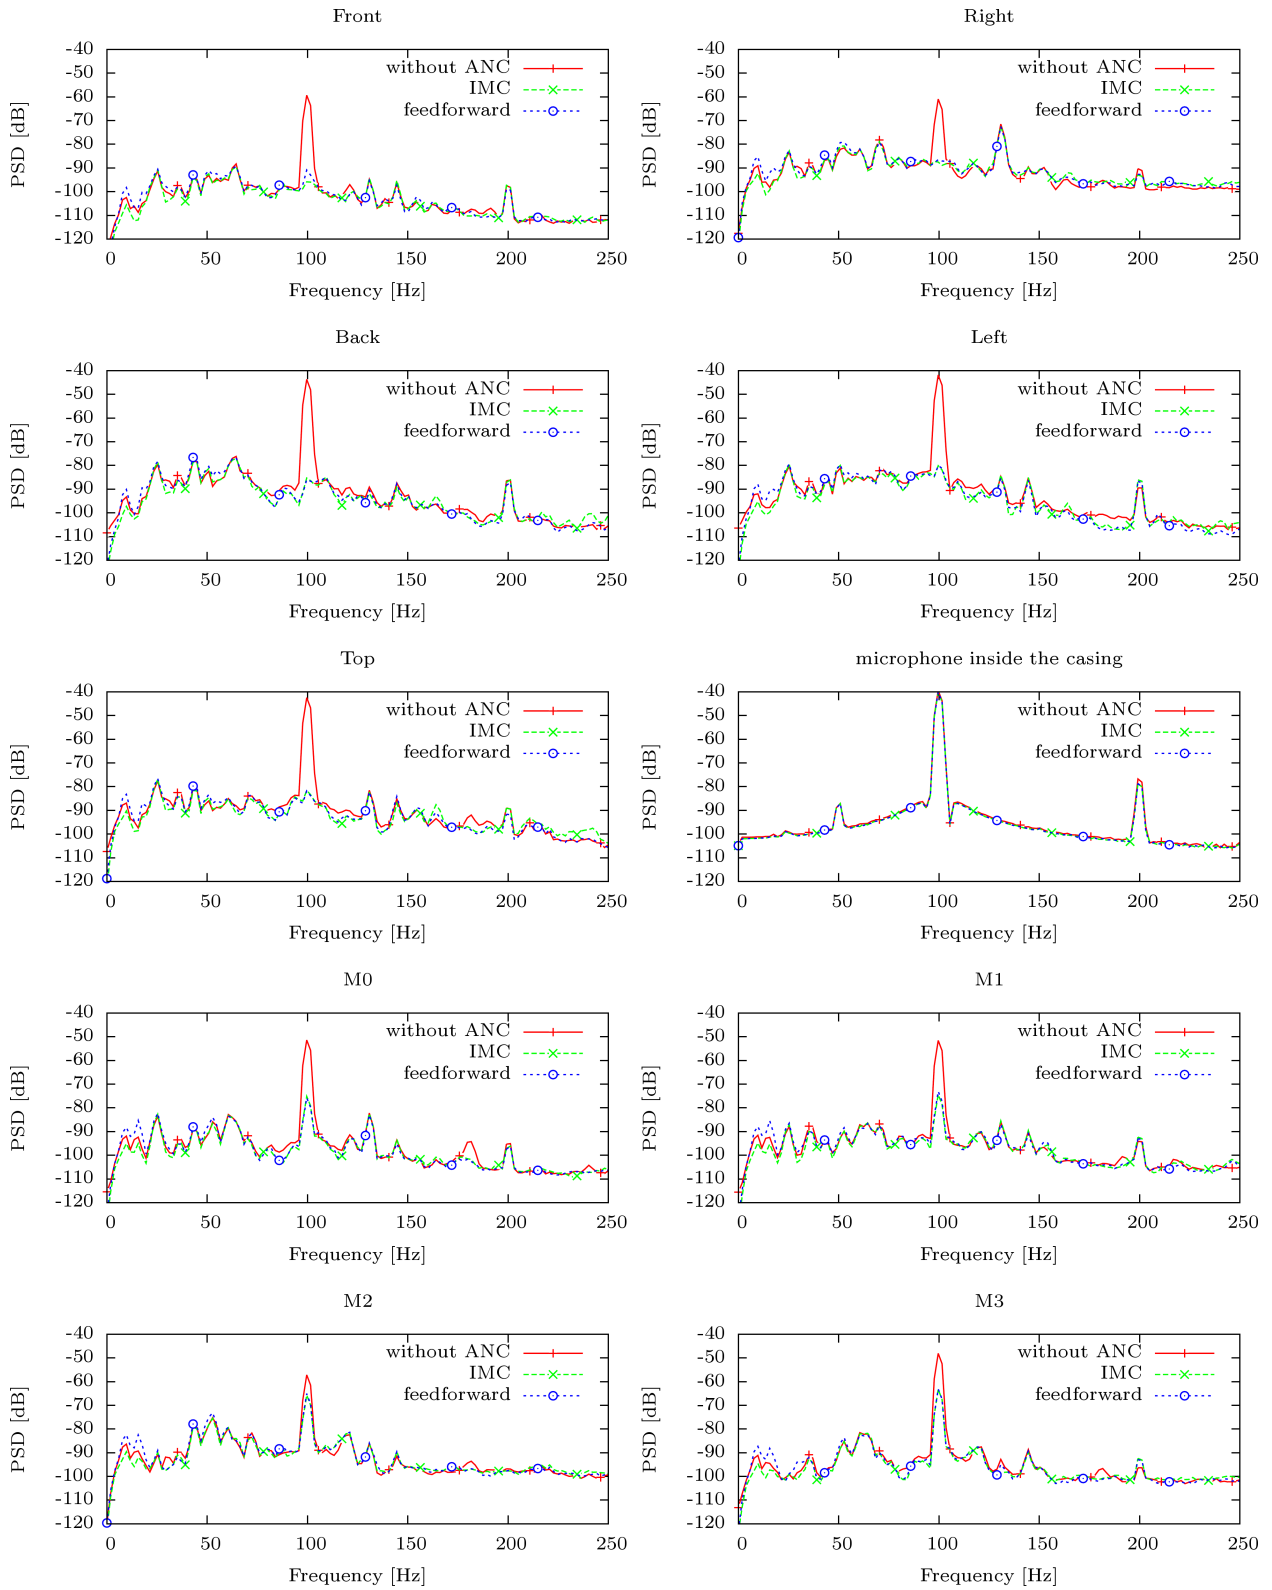 Front
PSD [dB]
-40
-50
-60
-70
-80
-90
-100
-110
-120
without ANC
IMC
feedforward
0 50 100 150 200 250
Frequency [Hz]
Right
PSD [dB]
-40
-50
-60
-70
-80
-90
-100
-110
-120
without ANC
IMC
feedforward
0 50 100 150 200 250
Frequency [Hz]
Back
PSD [dB]
-40
-50
-60
-70
-80
-90
-100
-110
-120
without ANC
IMC
feedforward
0 50 100 150 200 250
Frequency [Hz]
Left
PSD [dB]
-40
-50
-60
-70
-80
-90
-100
-110
-120
without ANC
IMC
feedforward
0 50 100 150 200 250
Frequency [Hz]
Top
PSD [dB]
-40
-50
-60
-70
-80
-90
-100
-110
-120
without ANC
IMC
feedforward
0 50 100 150 200 250
Frequency [Hz]
microphone inside the casing
PSD [dB]
-40
-50
-60
-70
-80
-90
-100
-110
-120
without ANC
IMC
feedforward
0 50 100 150 200 250
Frequency [Hz]
M0
PSD [dB]
-40
-50
-60
-70
-80
-90
-100
-110
-120
without ANC
IMC
feedforward
0 50 100 150 200 250
Frequency [Hz]
M1
PSD [dB]
-40
-50
-60
-70
-80
-90
-100
-110
-120
without ANC
IMC
feedforward
0 50 100 150 200 250
Frequency [Hz]
M2
PSD [dB]
-40
-50
-60
-70
-80
-90
-100
-110
-120
without ANC
IMC
feedforward
0 50 100 150 200 250
Frequency [Hz]
M3
PSD [dB]
-40
-50
-60
-70
-80
-90
-100
-110
-120
without ANC
IMC
feedforward
0 50 100 150 200 250
Frequency [Hz]